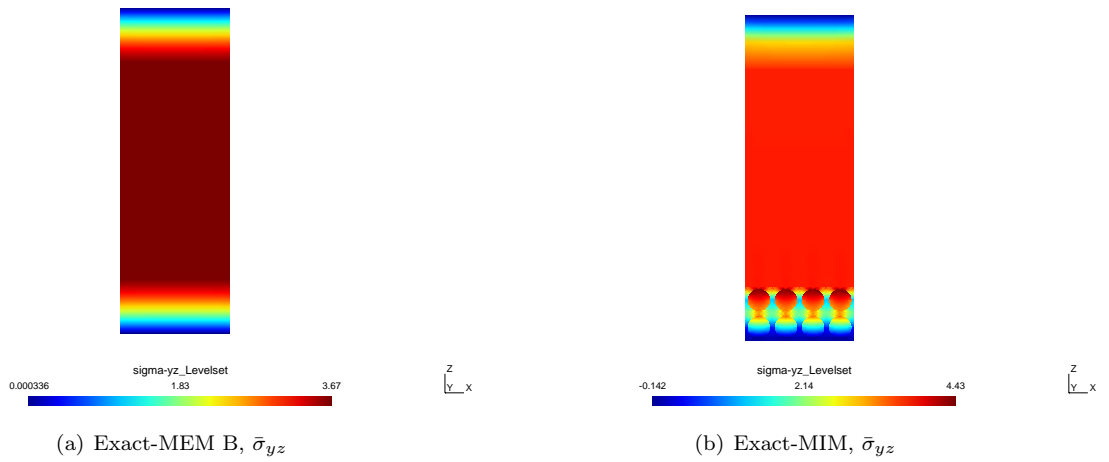 sigma-yz_Levelset
0.000336 1.83 3.67
Z
Y X
(a) Exact-MEM B, σ̄yz
sigma-yz_Levelset
-0.142 2.14 4.43
Z
Y X
(b) Exact-MIM, σ̄yz